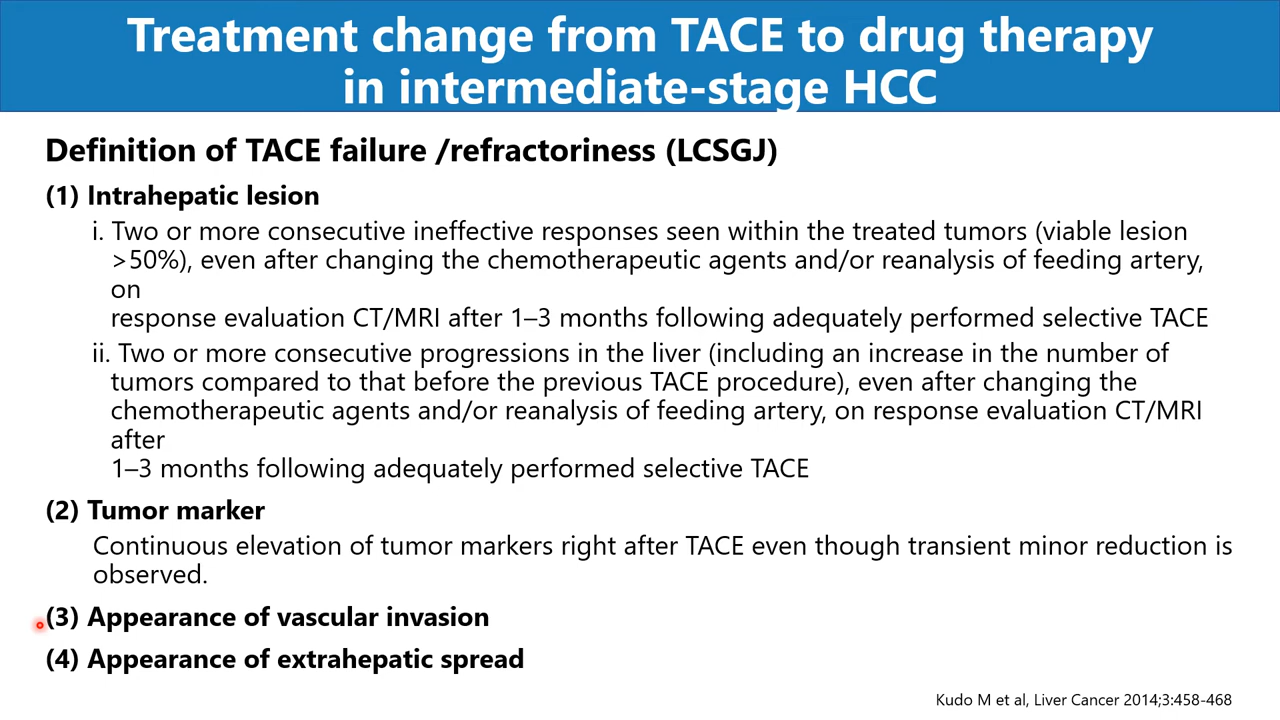 Treatment change from TACE to drug therapy
in intermediate-stage HCC
Definition of TACE failure /refractoriness (LCSGJ)
(1) Intrahepatic lesion
i. Two or more consecutive ineffective responses seen within the treated tumors (viable lesion
>50%), even after changing the chemotherapeutic agents and/or reanalysis of feeding artery,
on
response evaluation CT/MRI after 1–3 months following adequately performed selective TACE
ii. Two or more consecutive progressions in the liver (including an increase in the number of
tumors compared to that before the previous TACE procedure), even after changing the
chemotherapeutic agents and/or reanalysis of feeding artery, on response evaluation CT/MRI
after
1–3 months following adequately performed selective TACE
(2) Tumor marker
Continuous elevation of tumor markers right after TACE even though transient minor reduction is
observed.
(3) Appearance of vascular invasion
(4) Appearance of extrahepatic spread
Kudo M et al, Liver Cancer 2014;3:458-468